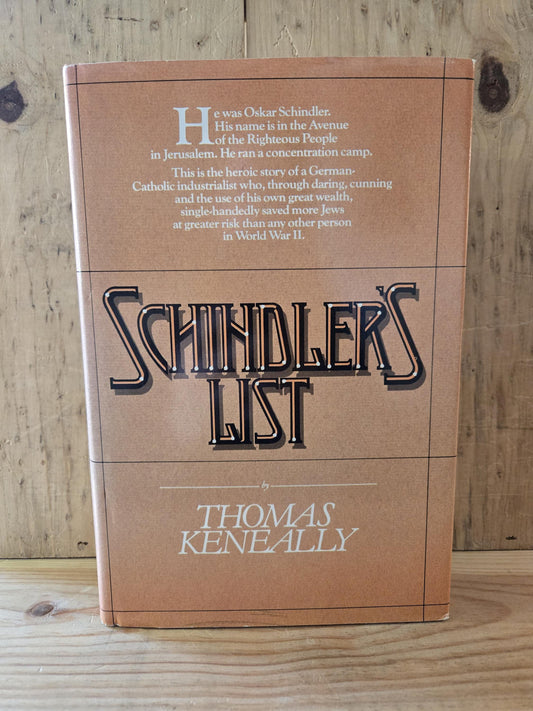 He was Oskar Schindler.
His name is in the Avenue
of the Righteous People
in Jerusalem. He ran a concentration camp.
This is the heroic story of a German-
Catholic industrialist who, through daring, cunning
and the use of his own great wealth,
single-handedly saved more Jews
at greater risk than any other person
in World War II.
SCHINDLER'S
LIST
by
THOMAS
KENEALLY